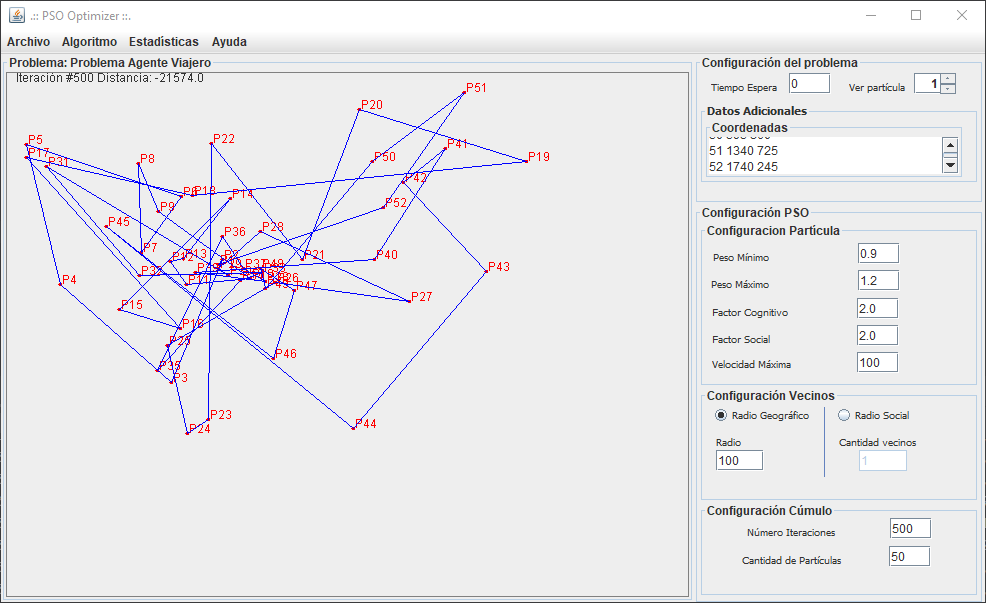 .:: PSO Optimizer ::.
Archivo Algoritmo Estadísticas Ayuda
Problema: Problema Agente Viajero
Iteración #500 Distancia: -21574.0
P51
P20
P5
P22
P41
P17
P31
P8
P50
P19
P42
P6
P14
P9
P52
P45
P36
P28
P7
P13
P21
P40
P37
P43
P4
P11
P47
P27
P15
P16
P46
P35
P3
P23
P24
P44
Configuración del problema
Tiempo Espera 0 Ver partícula 1
Datos Adicionales
Coordenadas
51 1340 725
52 1740 245
Configuración PSO
Configuracion Partícula
Peso Mínimo 0.9
Peso Máximo 1.2
Factor Cognitivo 2.0
Factor Social 2.0
Velocidad Máxima 100
Configuración Vecinos
Radio Geográfico Radio Social
Radio Cantidad vecinos
100 1
Configuración Cúmulo
Número Iteraciones 500
Cantidad de Partículas 50